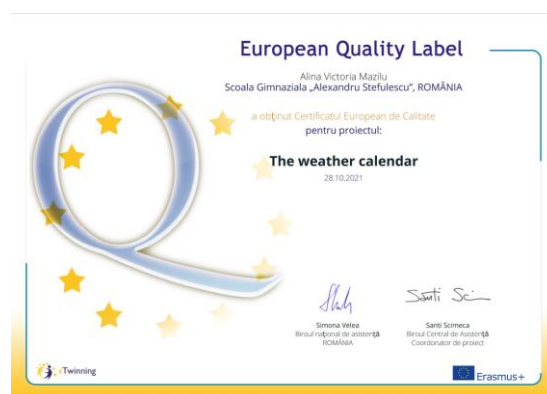 European Quality Label
Alina Victoria Mazilu
Scoala Gimnaziala „Alexandru Stefulescu”, ROMÂNIA
a obținut Certificatul European de Calitate
pentru proiectul:
The weather calendar
28.10.2021
Santi Sci
Simona Velea
Biroul național de asistență
ROMÂNIA
Santi Scimeca
Biroul Central de Asistență
Coordonator de proiect
eTwinning
Erasmus+